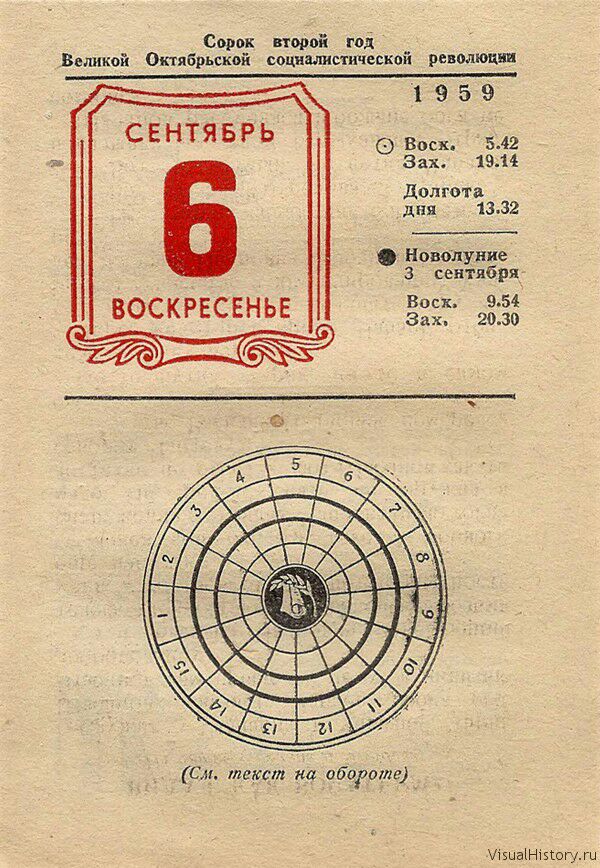 Сорок второй год
Великой Октябрьской социалистической революции
1959
СЕНТЯБРЬ
6
ВОСКРЕСЕНЬЕ
Восх. 5.42
Зах. 19.14
Долгота
дня 13.32
Новолуние
3 сентября
Восх. 9.54
Зах. 20.30
1
2
3
4
5
6
7
8
9
10
11
12
13
14
15
(См. текст на обороте)
VisualHistory.ru